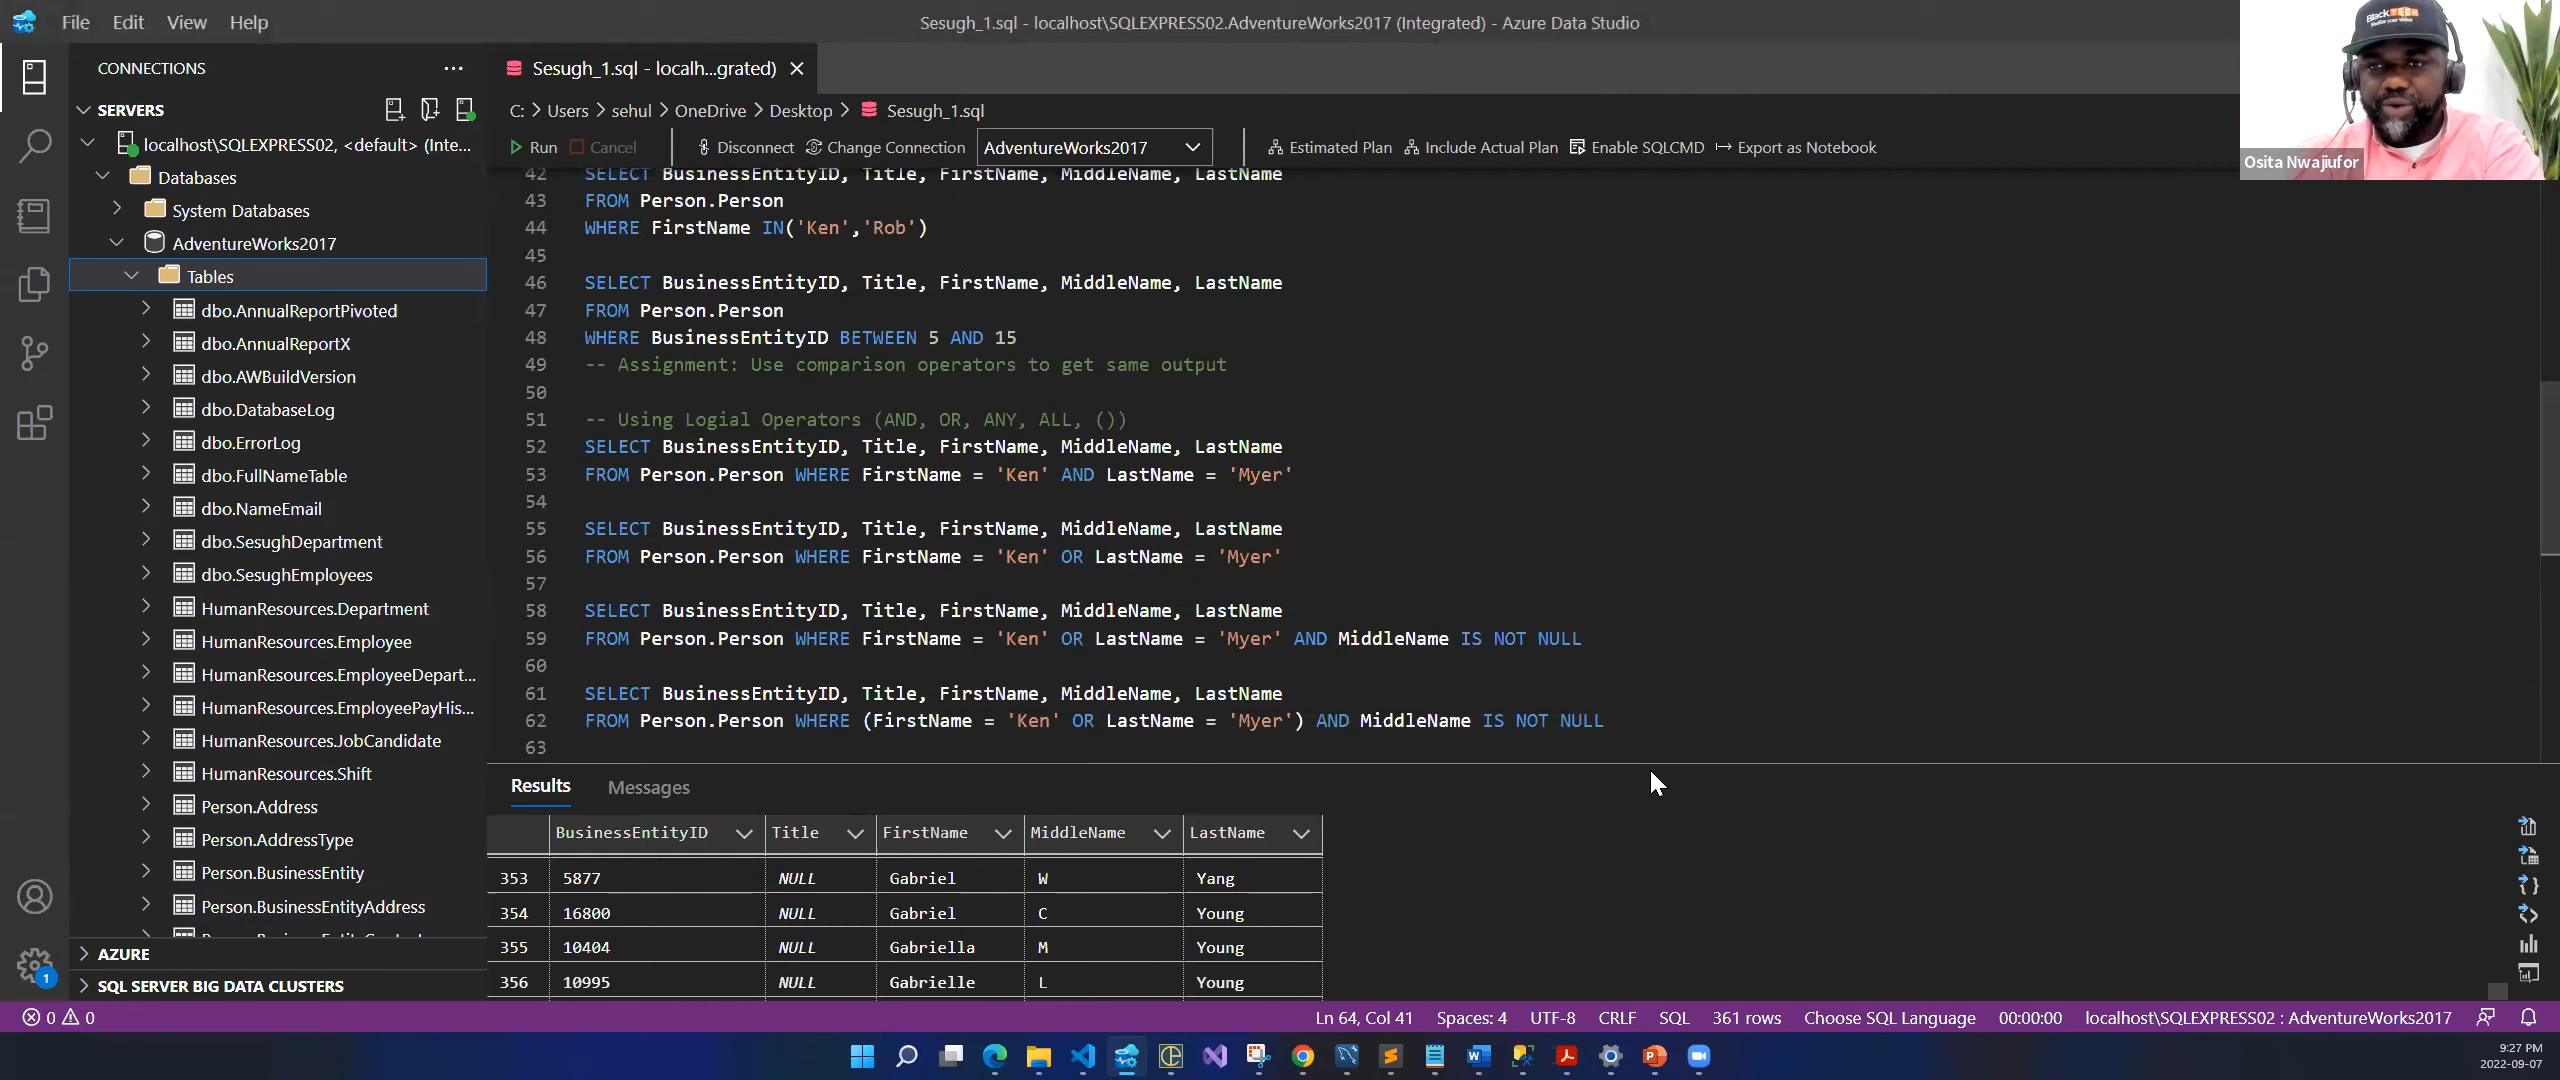 File Edit View Help
Sesugh_1.sql - localhost\SQLEXPRESS02.AdventureWorks2017 (Integrated) - Azure Data Studio
BlackTECH
Osita Nwajiufor
CONNECTIONS
Sesugh_1.sql - localh...grated)
SERVERS
C: > Users > sehul > OneDrive > Desktop > Sesugh_1.sql
localhost\SQLEXPRESS02, <default> (Inte...
Run Cancel Disconnect Change Connection AdventureWorks2017 Estimated Plan Include Actual Plan Enable SQLCMD Export as Notebook
Databases
System Databases
AdventureWorks2017
Tables
dbo.AnnualReportPivoted
dbo.AnnualReportX
dbo.AWBuildVersion
dbo.DatabaseLog
dbo.ErrorLog
dbo.FullNameTable
dbo.NameEmail
dbo.SesughDepartment
dbo.SesughEmployees
HumanResources.Department
HumanResources.Employee
HumanResources.EmployeeDepart...
HumanResources.EmployeePayHis...
HumanResources.JobCandidate
HumanResources.Shift
Person.Address
Person.AddressType
Person.BusinessEntity
Person.BusinessEntityAddress
AZURE
SQL SERVER BIG DATA CLUSTERS
42 SELECT BusinessEntityID, Title, FirstName, MiddleName, LastName
43 FROM Person.Person
44 WHERE FirstName IN('Ken','Rob')
45
46 SELECT BusinessEntityID, Title, FirstName, MiddleName, LastName
47 FROM Person.Person
48 WHERE BusinessEntityID BETWEEN 5 AND 15
49 -- Assignment: Use comparison operators to get same output
50
51 -- Using Logial Operators (AND, OR, ANY, ALL, ())
52 SELECT BusinessEntityID, Title, FirstName, MiddleName, LastName
53 FROM Person.Person WHERE FirstName = 'Ken' AND LastName = 'Myer'
54
55 SELECT BusinessEntityID, Title, FirstName, MiddleName, LastName
56 FROM Person.Person WHERE FirstName = 'Ken' OR LastName = 'Myer'
57
58 SELECT BusinessEntityID, Title, FirstName, MiddleName, LastName
59 FROM Person.Person WHERE FirstName = 'Ken' OR LastName = 'Myer' AND MiddleName IS NOT NULL
60
61 SELECT BusinessEntityID, Title, FirstName, MiddleName, LastName
62 FROM Person.Person WHERE (FirstName = 'Ken' OR LastName = 'Myer') AND MiddleName IS NOT NULL
63
Results Messages
BusinessEntityID Title FirstName MiddleName LastName
353 5877 NULL Gabriel W Yang
354 16800 NULL Gabriel C Young
355 10404 NULL Gabriella M Young
356 10995 NULL Gabrielle L Young
1
0 0
Ln 64, Col 41 Spaces: 4 UTF-8 CRLF SQL 361 rows Choose SQL Language 00:00:00 localhost\SQLEXPRESS02 : AdventureWorks2017
9:27 PM
2022-09-07